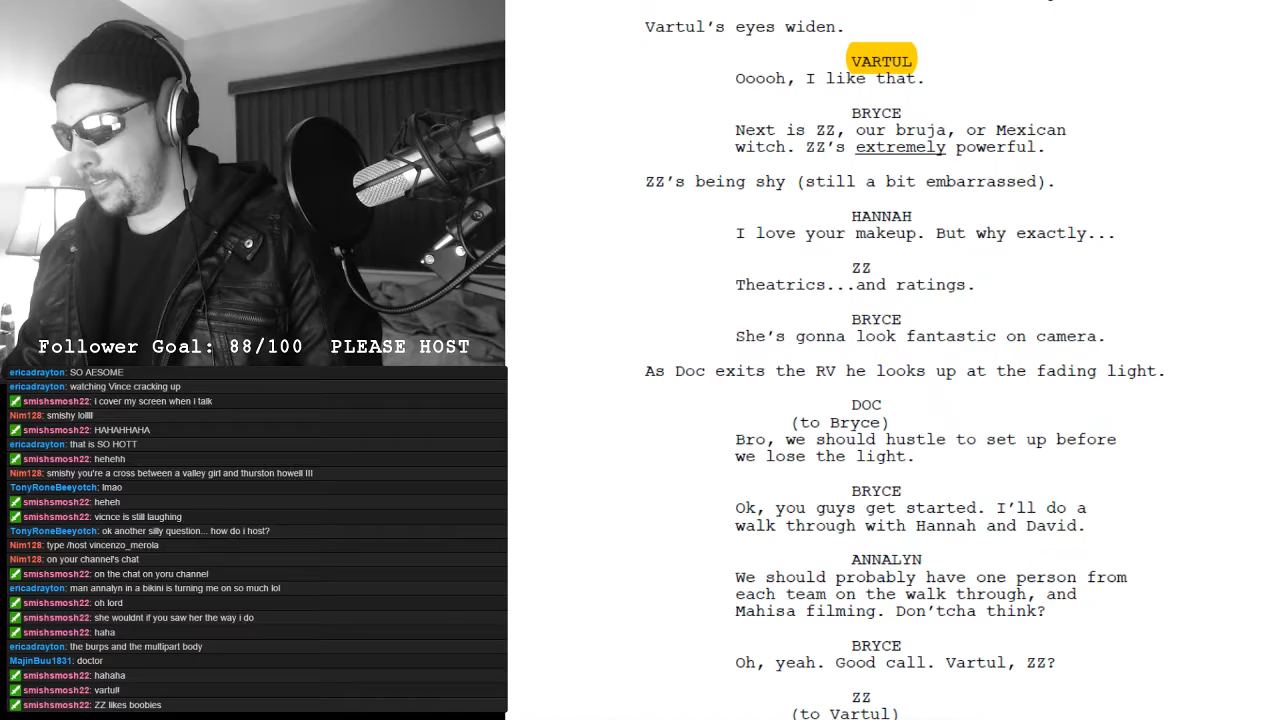 Follower Goal: 88/100 PLEASE HOST
ericadrayton: SO AESOME
ericadrayton: watching Vince cracking up
smishsmosh22: i cover my screen when i talk
Nim128: smishy lollll
smishsmosh22: HAHAHHAHA
ericadrayton: that is SO HOTT
smishsmosh22: hehehh
Nim128: smishy you're a cross between a valley girl and thurston howell III
TonyRoneBeeyotch: lmao
smishsmosh22: heheh
smishsmosh22: vicnce is still laughing
TonyRoneBeeyotch: ok another silly question... how do i host?
Nim128: type /host vincenzo_merola
Nim128: on your channel's chat
smishsmosh22: on the chat on yoru channel
ericadrayton: man annalyn in a bikini is turning me on so much lol
smishsmosh22: oh lord
smishsmosh22: she wouldnt if you saw her the way i do
smishsmosh22: haha
ericadrayton: the burps and the multipart body
MajinBuu1831: doctor
smishsmosh22: hahaha
smishsmosh22: vartul!
smishsmosh22: ZZ likes boobies
Vartul's eyes widen.
VARTUL
Ooooh, I like that.
BRYCE
Next is ZZ, our bruja, or Mexican
witch. ZZ's extremely powerful.
ZZ's being shy (still a bit embarrassed).
HANNAH
I love your makeup. But why exactly...
ZZ
Theatrics...and ratings.
BRYCE
She's gonna look fantastic on camera.
As Doc exits the RV he looks up at the fading light.
DOC
(to Bryce)
Bro, we should hustle to set up before
we lose the light.
BRYCE
Ok, you guys get started. I'll do a
walk through with Hannah and David.
ANNALYN
We should probably have one person from
each team on the walk through, and
Mahisa filming. Don'tcha think?
BRYCE
Oh, yeah. Good call. Vartul, ZZ?
ZZ
(to Vartul)